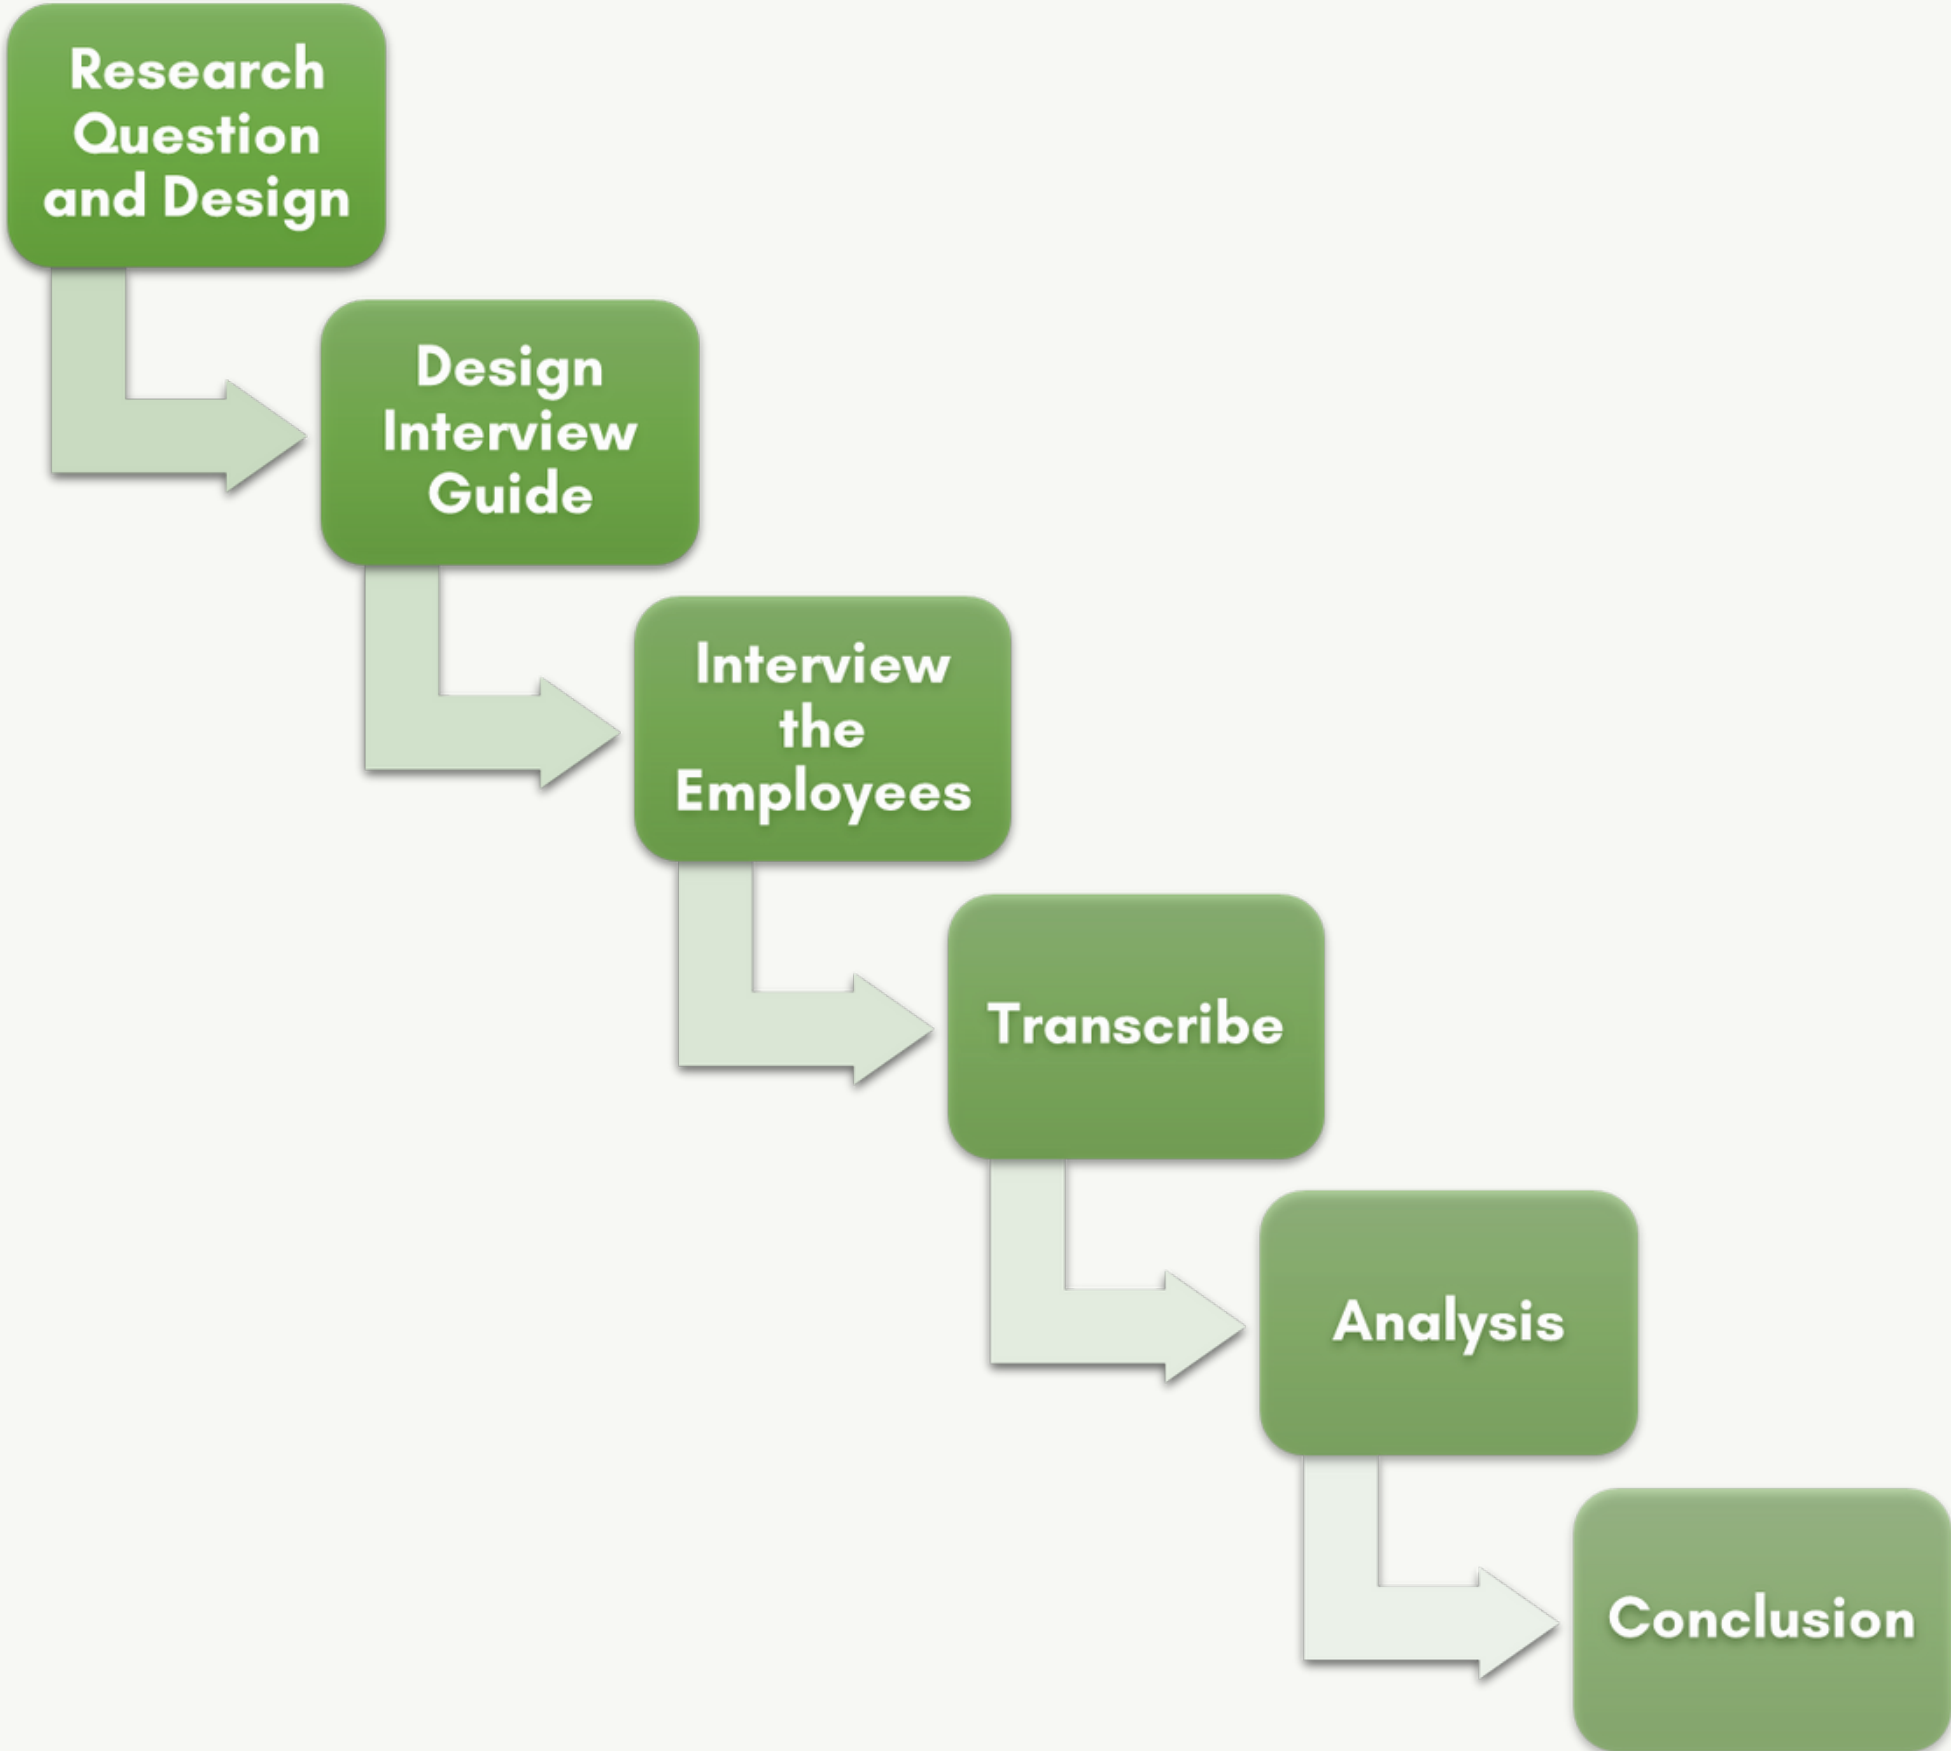 Research
Question
and Design
Design
Interview
Guide
Interview
the
Employees
Transcribe
Analysis
Conclusion